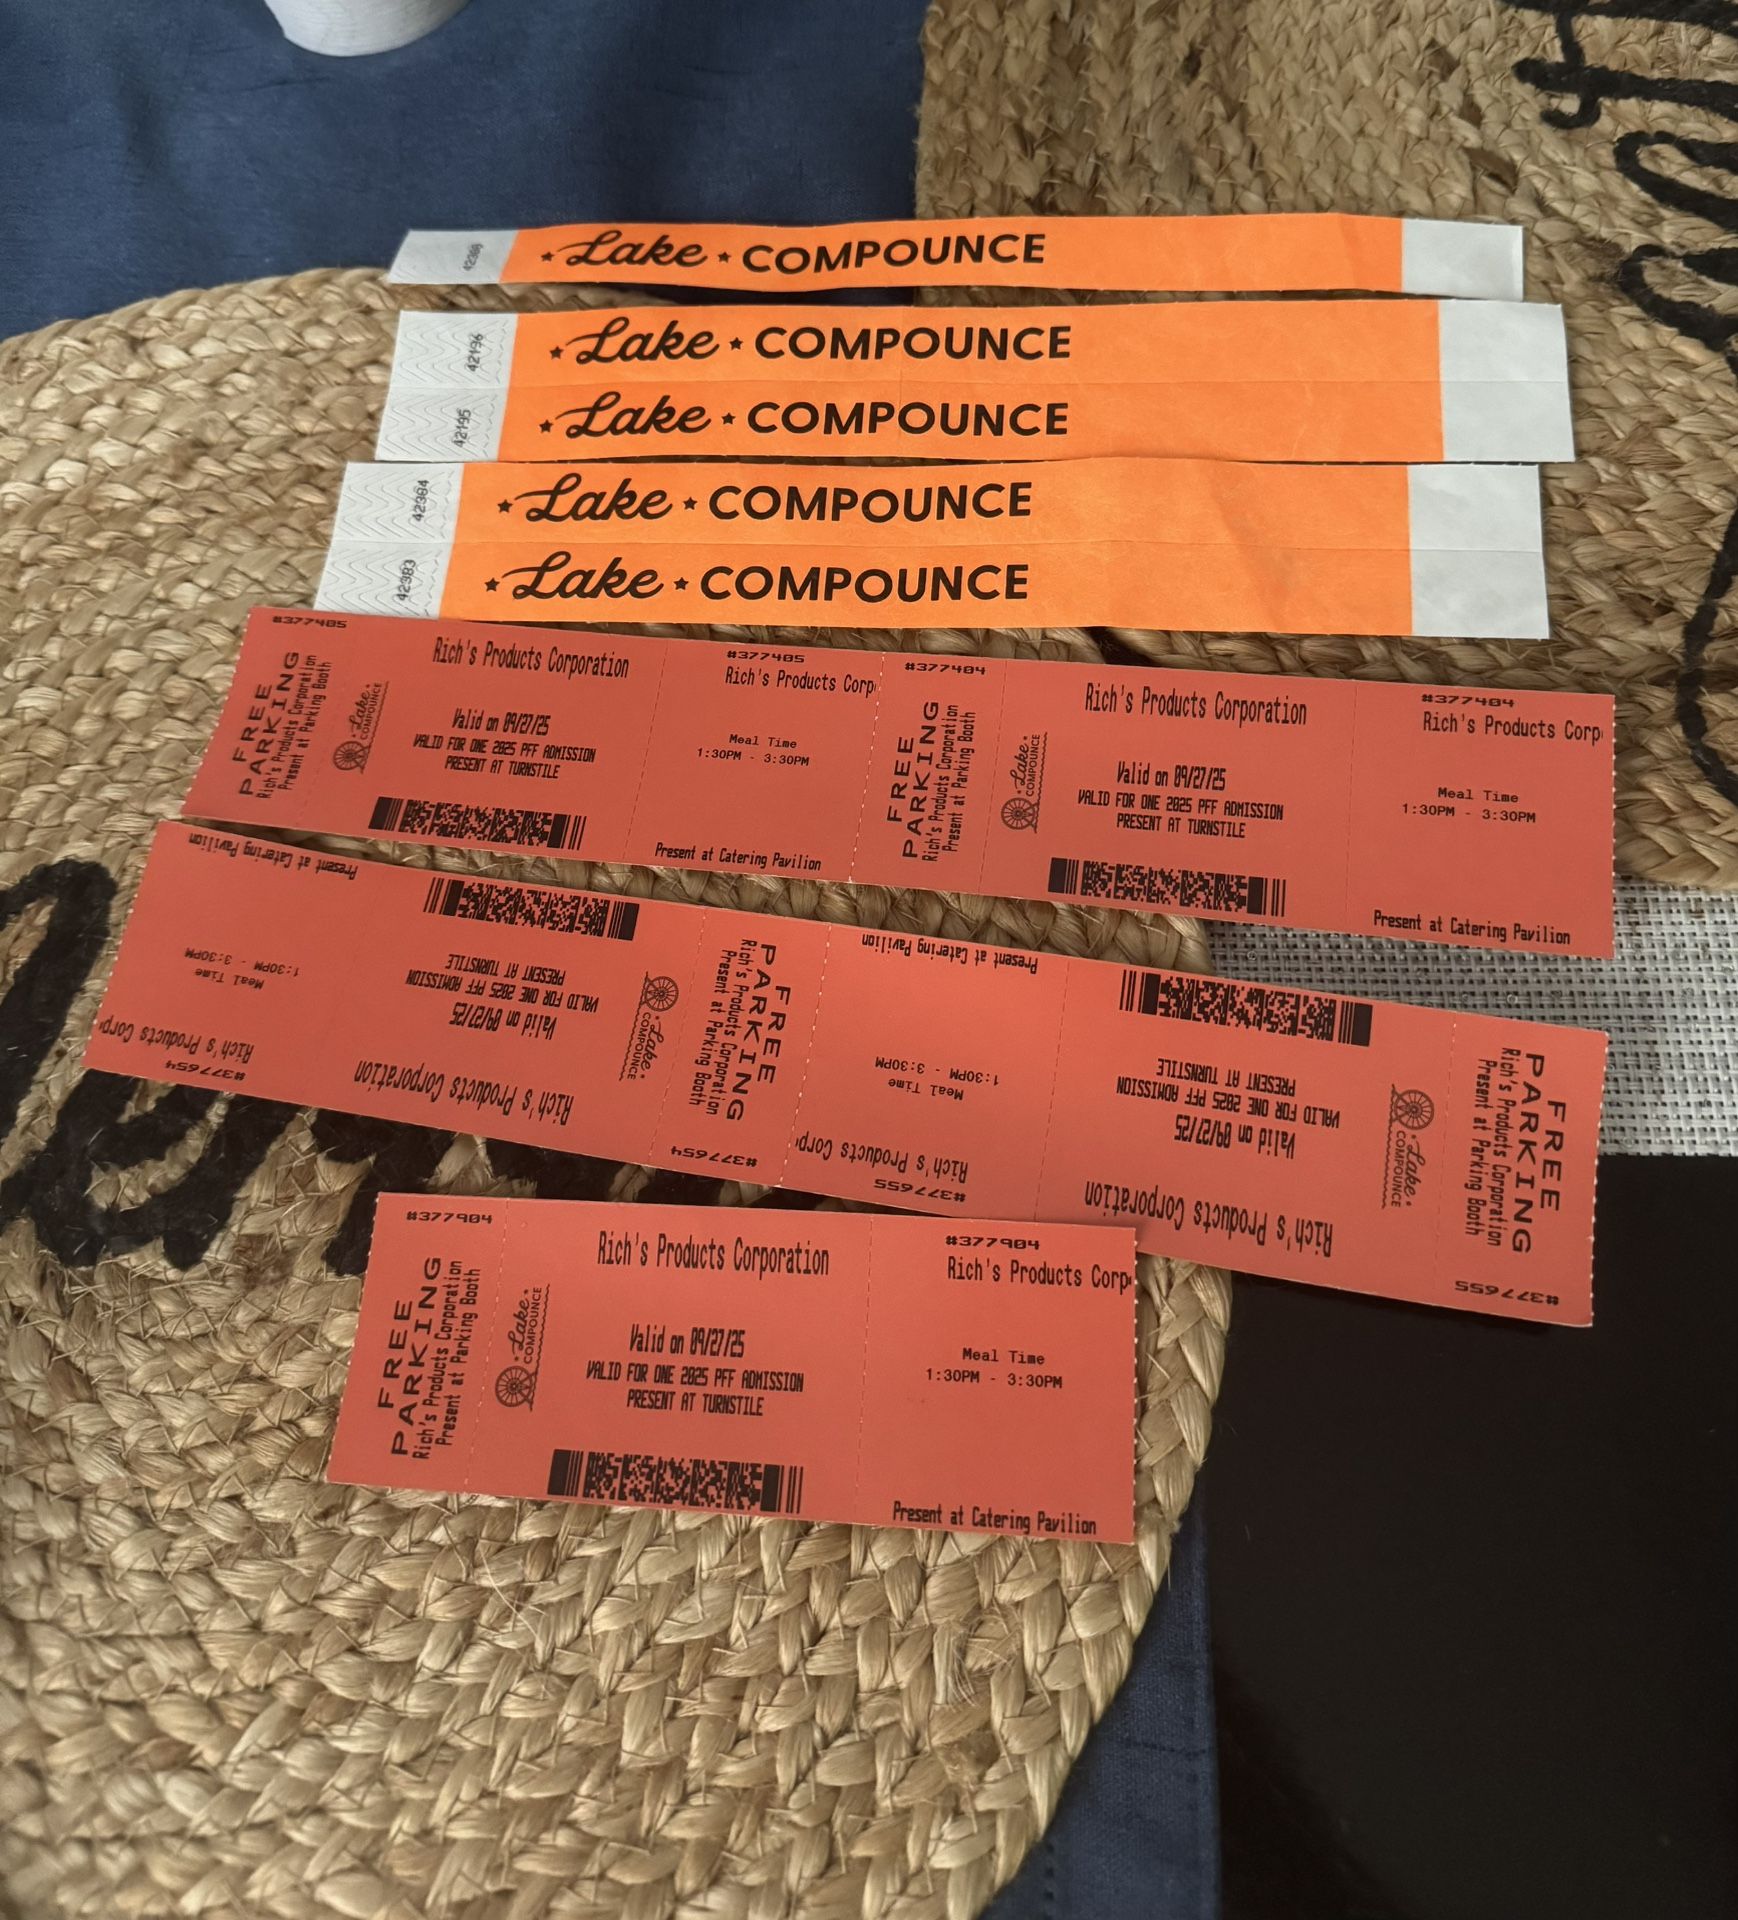 42388
★ Lake ★ COMPOUNCE
42196
★ Lake ★ COMPOUNCE
42195
★ Lake ★ COMPOUNCE
42384
★ Lake ★ COMPOUNCE
42383
★ Lake ★ COMPOUNCE
#377405
FREE
PARKING
Rich's Products Corporation
Present at Parking Booth
Lake
COMPOUNCE
Rich's Products Corporation
Valid on 09/27/25
VALID FOR ONE 2025 PFF ADMISSION
PRESENT AT TURNSTILE
#377405
Rich's Products Corp
Meal Time
1:30PM - 3:30PM
Present at Catering Pavilion
#377404
FREE
PARKING
Rich's Products Corporation
Present at Parking Booth
Lake
COMPOUNCE
Rich's Products Corporation
Valid on 09/27/25
VALID FOR ONE 2025 PFF ADMISSION
PRESENT AT TURNSTILE
#377404
Rich's Products Corp
Meal Time
1:30PM - 3:30PM
Present at Catering Pavilion
#377654
FREE
PARKING
Rich's Products Corporation
Present at Parking Booth
Lake
COMPOUNCE
Rich's Products Corporation
Valid on 09/27/25
VALID FOR ONE 2025 PFF ADMISSION
PRESENT AT TURNSTILE
#377654
Rich's Products Corp
Meal Time
1:30PM - 3:30PM
Present at Catering Pavilion
#377655
FREE
PARKING
Rich's Products Corporation
Present at Parking Booth
Lake
COMPOUNCE
Rich's Products Corporation
Valid on 09/27/25
VALID FOR ONE 2025 PFF ADMISSION
PRESENT AT TURNSTILE
#377655
Rich's Products Corp
Meal Time
1:30PM - 3:30PM
Present at Catering Pavilion
#377904
FREE
PARKING
Rich's Products Corporation
Present at Parking Booth
Lake
COMPOUNCE
Rich's Products Corporation
Valid on 09/27/25
VALID FOR ONE 2025 PFF ADMISSION
PRESENT AT TURNSTILE
#377904
Rich's Products Corp
Meal Time
1:30PM - 3:30PM
Present at Catering Pavilion